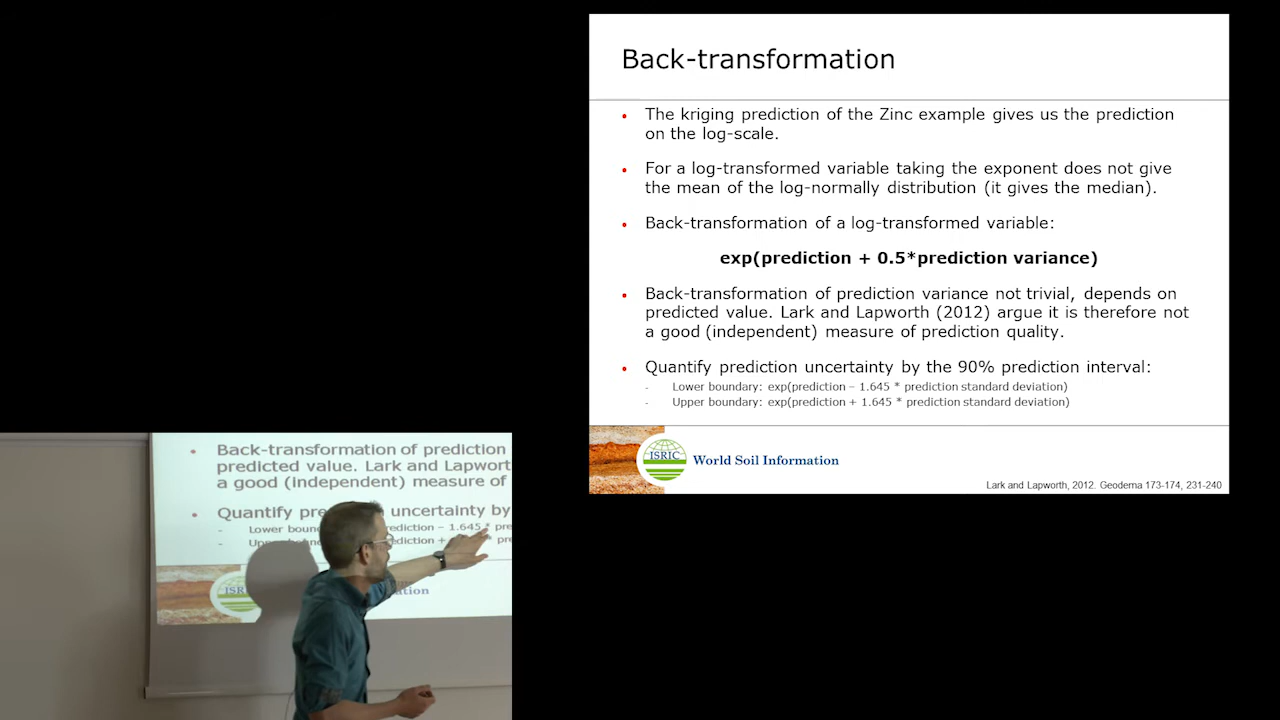 Back-transformation
The kriging prediction of the Zinc example gives us the prediction
on the log-scale.
For a log-transformed variable taking the exponent does not give
the mean of the log-normally distribution (it gives the median).
Back-transformation of a log-transformed variable:
exp(prediction + 0.5*prediction variance)
Back-transformation of prediction variance not trivial, depends on
predicted value. Lark and Lapworth (2012) argue it is therefore not
a good (independent) measure of prediction quality.
Quantify prediction uncertainty by the 90% prediction interval:
- Lower boundary: exp(prediction – 1.645 * prediction standard deviation)
- Upper boundary: exp(prediction + 1.645 * prediction standard deviation)
ISRIC World Soil Information
Lark and Lapworth, 2012. Geoderma 173-174, 231-240
Back-transformation of prediction
predicted value. Lark and
a good (independent) measure of
Quantify uncertainty by
- Lower – 1.645 *
ISRIC